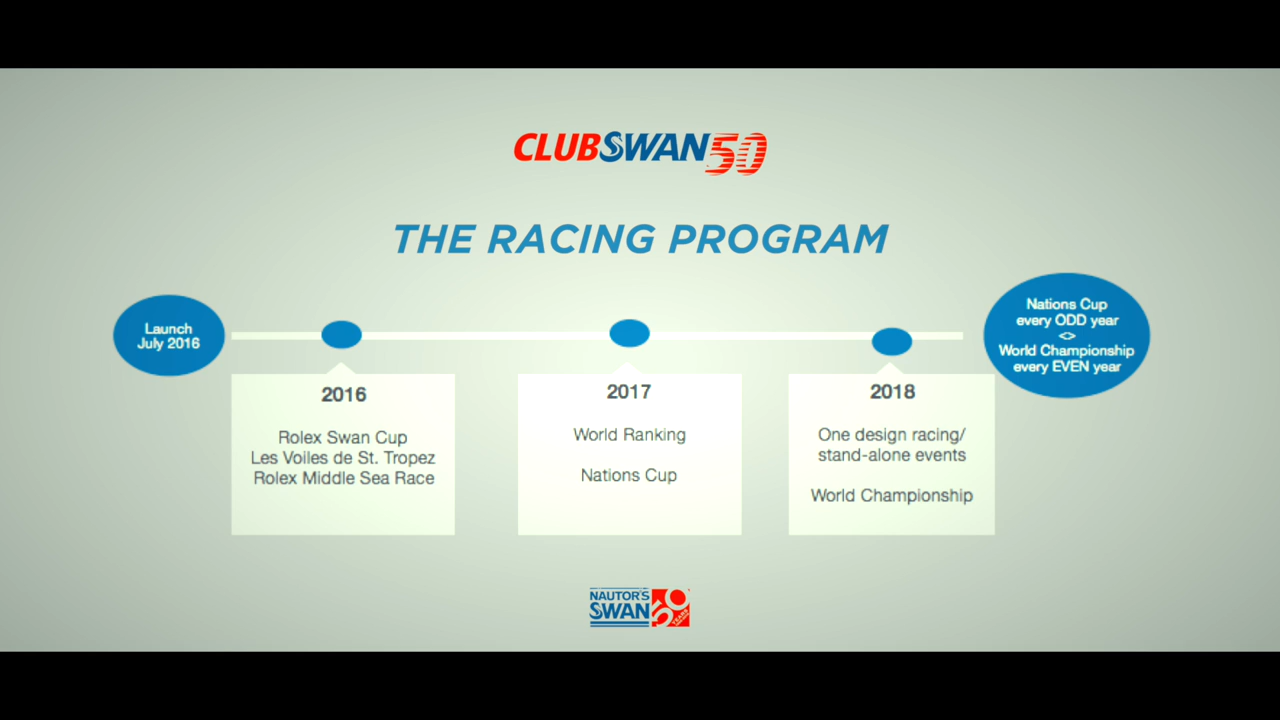 CLUBSWAN50
THE RACING PROGRAM
Launch
July 2016
Nations Cup
every ODD year
<>
World Championship
every EVEN year
2016
Rolex Swan Cup
Les Voiles de St. Tropez
Rolex Middle Sea Race
2017
World Ranking
Nations Cup
2018
One design racing/
stand-alone events
World Championship
NAUTOR'S
SWAN
50
YEARS